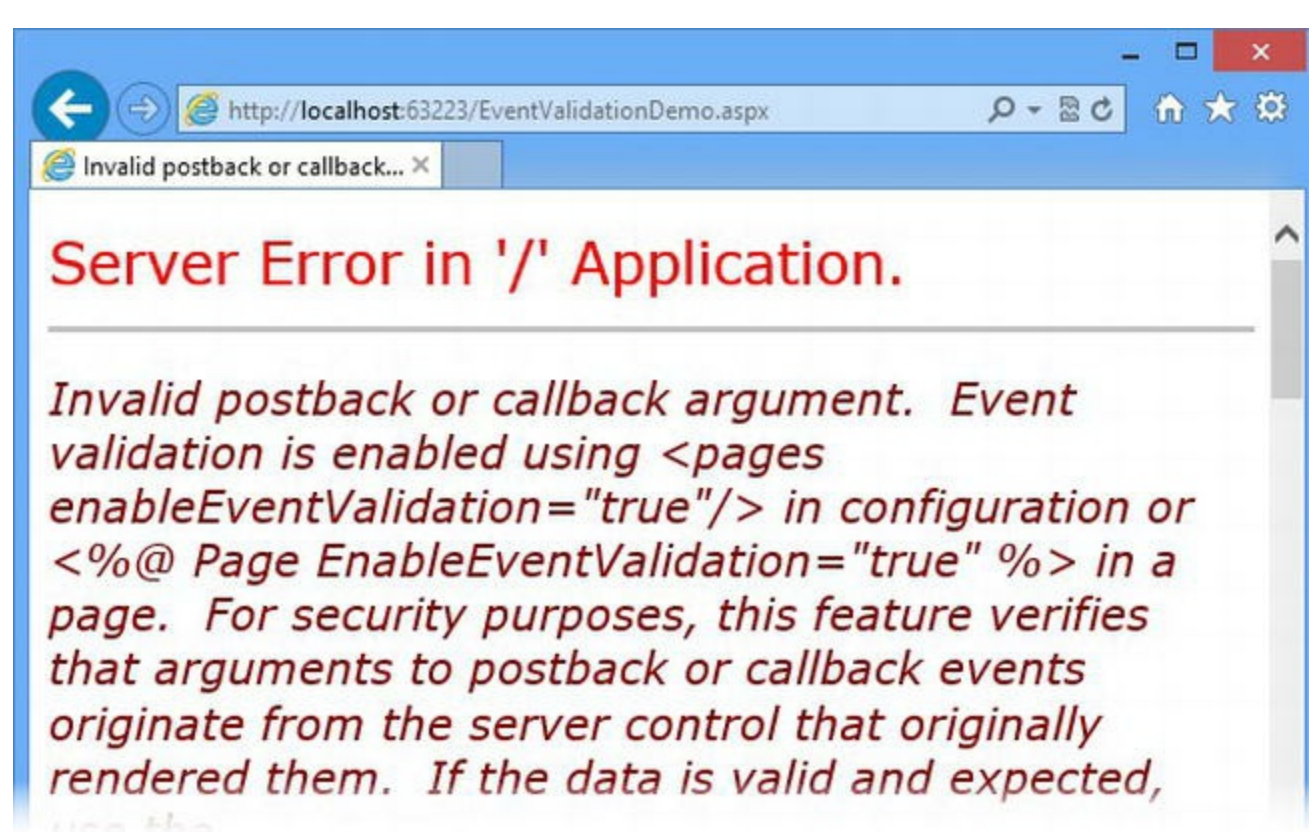 http://localhost:63223/EventValidationDemo.aspx
Invalid postback or callback...
Server Error in '/' Application.
Invalid postback or callback argument.  Event
validation is enabled using <pages
enableEventValidation="true"/> in configuration or
<%@ Page EnableEventValidation="true" %> in a
page.  For security purposes, this feature verifies
that arguments to postback or callback events
originate from the server control that originally
rendered them.  If the data is valid and expected,
use the